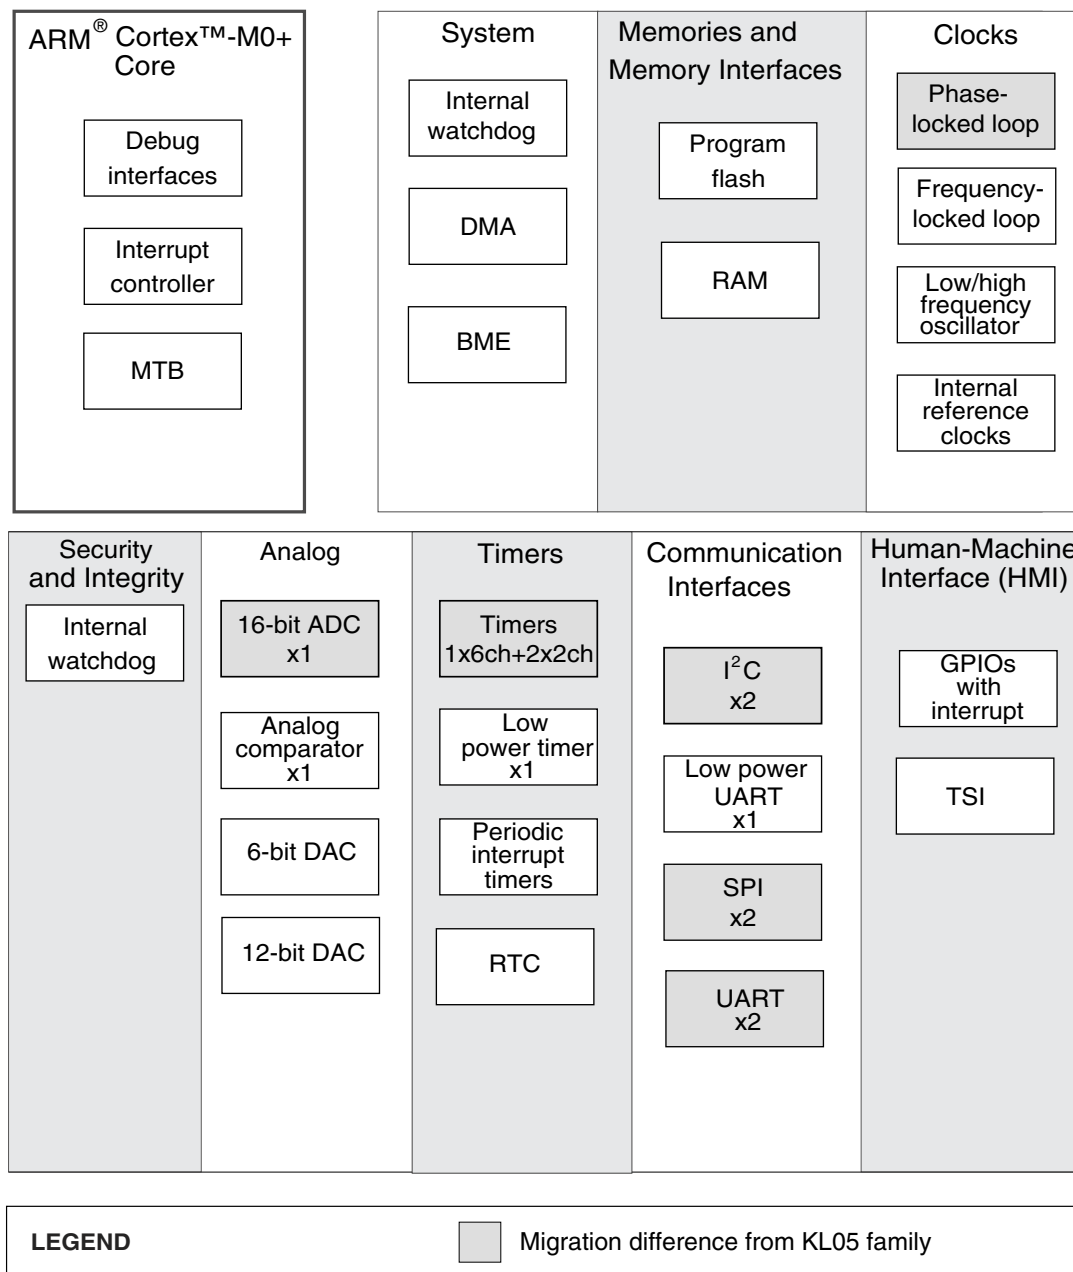 ARM® Cortex™-M0+
Core
Debug
interfaces
Interrupt
controller
MTB
System
Internal
watchdog
DMA
BME
Memories and
Memory Interfaces
Program
flash
RAM
Clocks
Phase-
locked loop
Frequency-
locked loop
Low/high
frequency
oscillator
Internal
reference
clocks
Security
and Integrity
Internal
watchdog
Analog
16-bit ADC
x1
Analog
comparator
x1
6-bit DAC
12-bit DAC
Timers
Timers
1x6ch+2x2ch
Low
power timer
x1
Periodic
interrupt
timers
RTC
Communication
Interfaces
I²C
x2
Low power
UART
x1
SPI
x2
UART
x2
Human-Machine
Interface (HMI)
GPIOs
with
interrupt
TSI
LEGEND
Migration difference from KL05 family